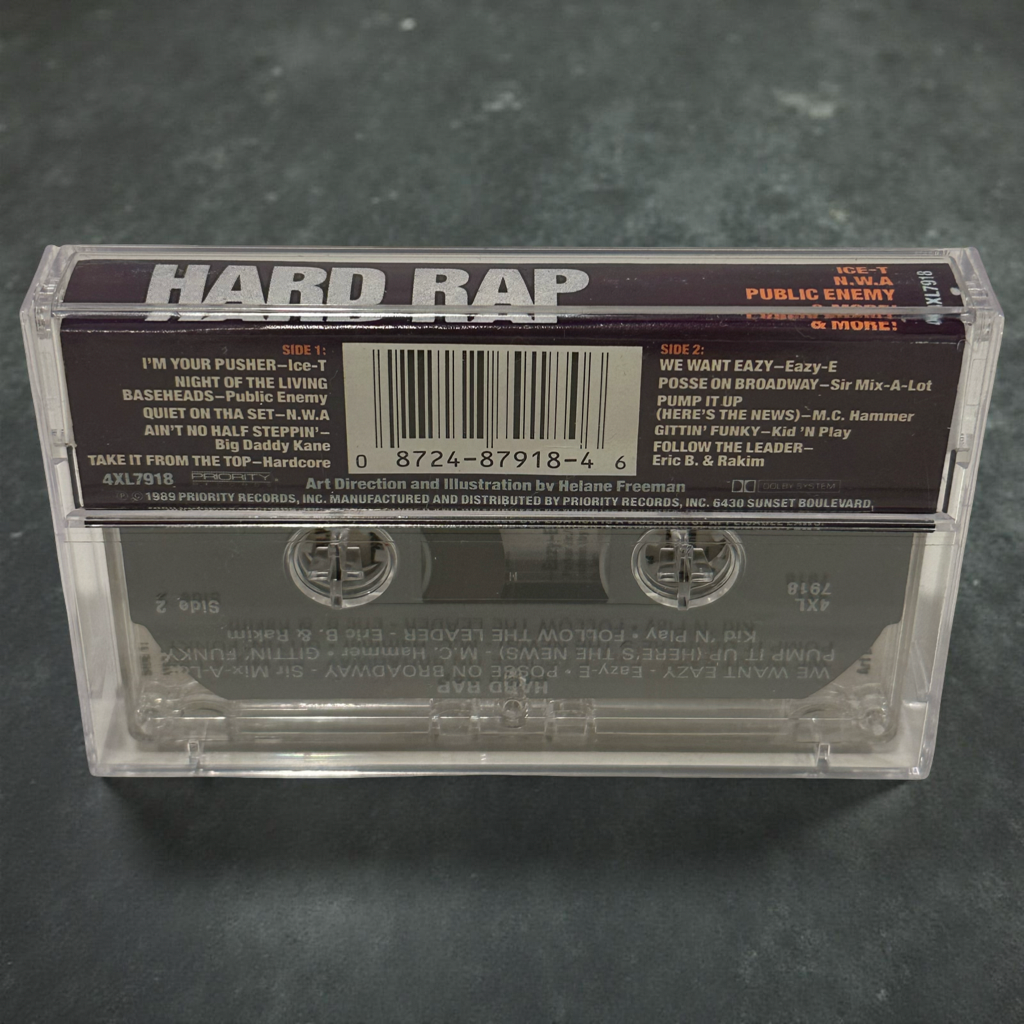 HARD RAP
ICE-T
N.W.A
PUBLIC ENEMY
& MORE!
4XL7918
SIDE 1:
I'M YOUR PUSHER—Ice-T
NIGHT OF THE LIVING
BASEHEADS—Public Enemy
QUIET ON THA SET—N.W.A
AIN'T NO HALF STEPPIN'—
Big Daddy Kane
TAKE IT FROM THE TOP—Hardcore
0 8724-87918-4 6
SIDE 2:
WE WANT EAZY—Eazy-E
POSSE ON BROADWAY—Sir Mix-A-Lot
PUMP IT UP
(HERE'S THE NEWS)—M.C. Hammer
GITTIN' FUNKY—Kid 'N Play
FOLLOW THE LEADER—
Eric B. & Rakim
4XL7918 PRIORITY
Art Direction and Illustration by Helane Freeman
DOLBY SYSTEM
℗ © 1989 PRIORITY RECORDS, INC. MANUFACTURED AND DISTRIBUTED BY PRIORITY RECORDS, INC. 6430 SUNSET BOULEVARD,
HARD RAP
WE WANT EAZY - Eazy-E • POSSE ON BROADWAY - Sir Mix-A-Lot
PUMP IT UP (HERE'S THE NEWS) - M.C. Hammer • GITTIN' FUNKY
Kid 'N Play • FOLLOW THE LEADER - Eric B. & Rakim
4XL
7918
Side 2